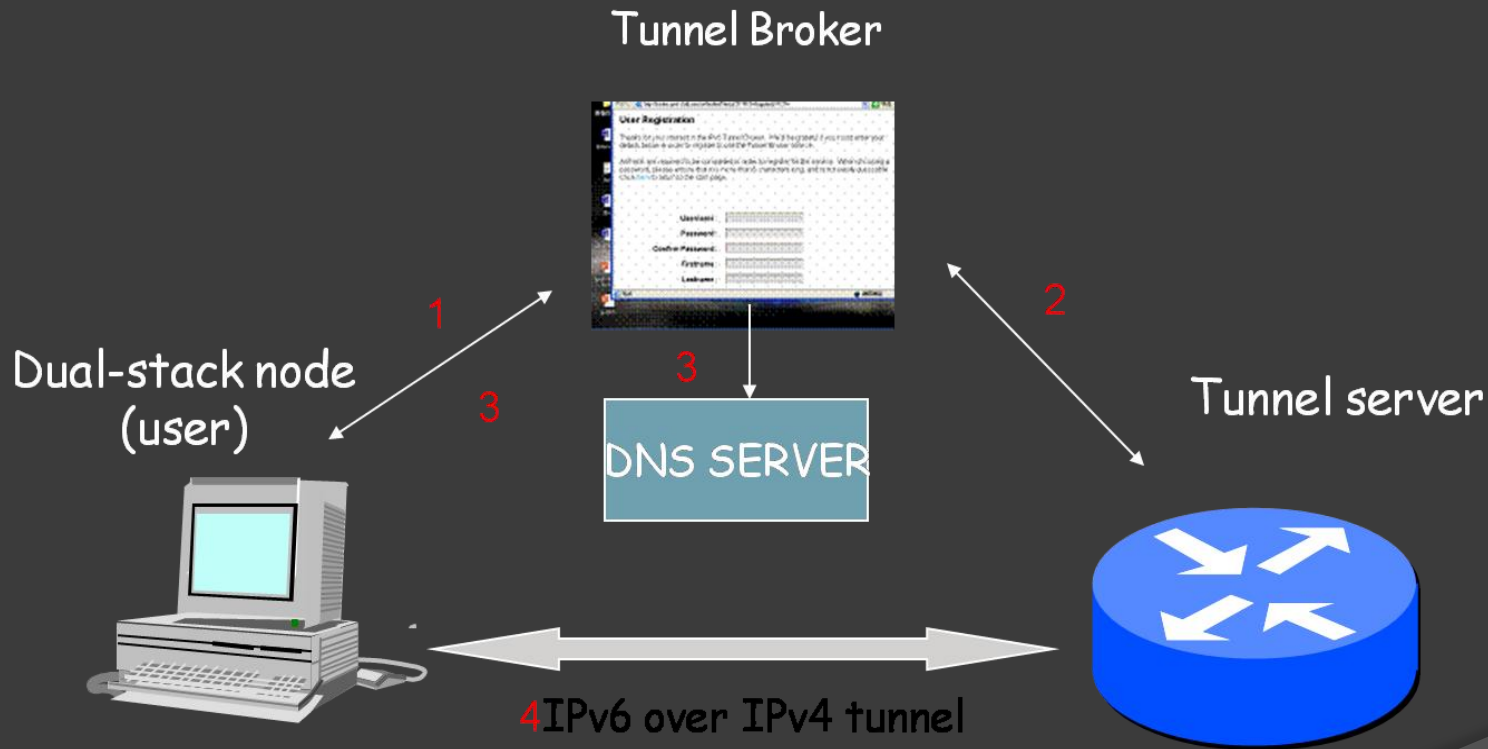 Tunnel Broker
User Registration
Username:
Password:
Confirm Password:
Firstname:
Lastname:
1
2
3
3
Dual-stack node
(user)
DNS SERVER
Tunnel server
4IPv6 over IPv4 tunnel